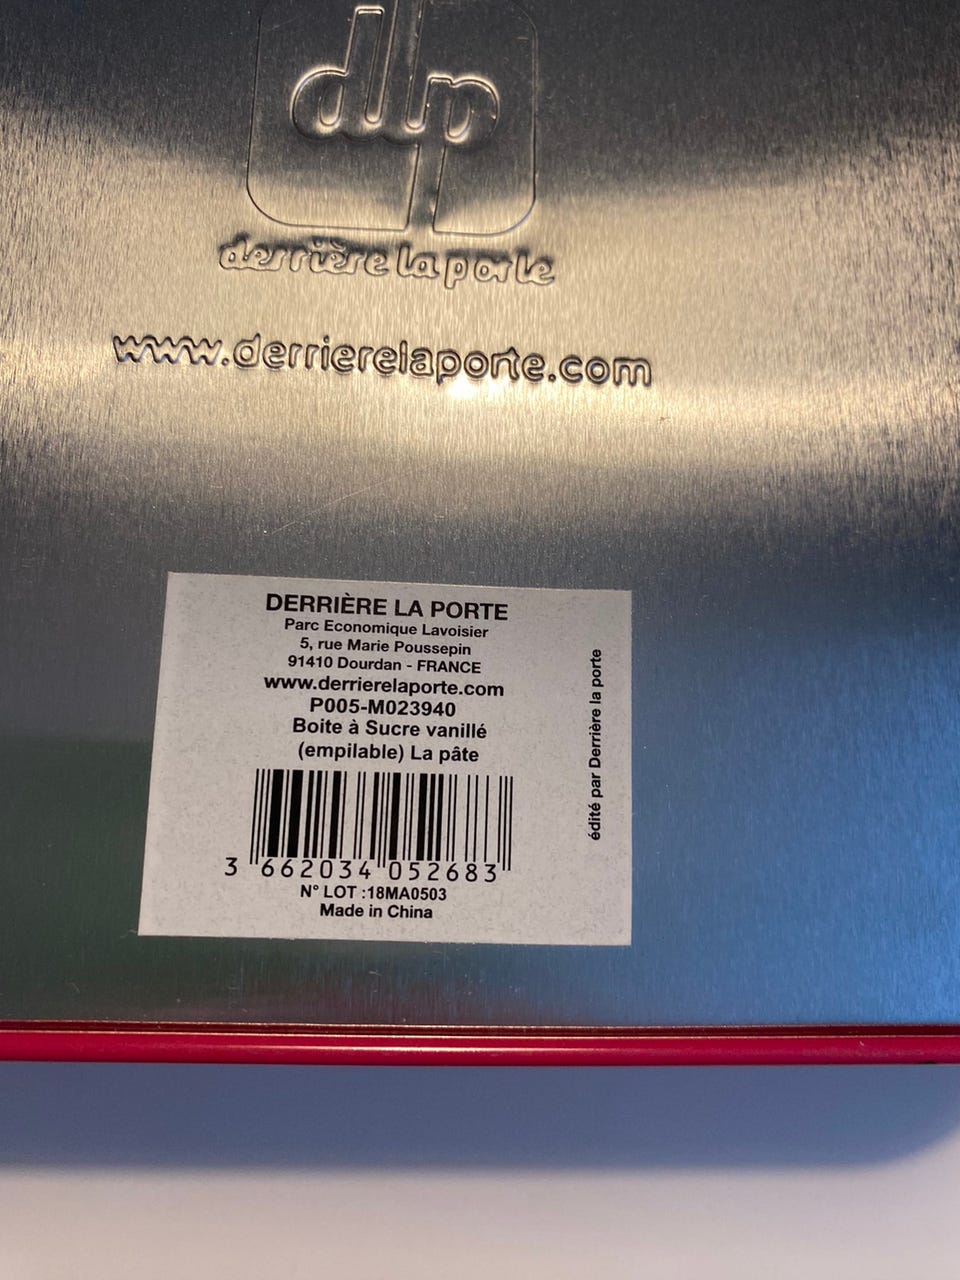 dlp
derrière la porte
www.derrierelaporte.com
DERRIÈRE LA PORTE
Parc Economique Lavoisier
5, rue Marie Poussepin
91410 Dourdan - FRANCE
www.derrierelaporte.com
P005-M023940
Boite à Sucre vanillé
(empilable) La pâte
3 662034 052683
N° LOT :18MA0503
Made in China
édité par Derrière la porte